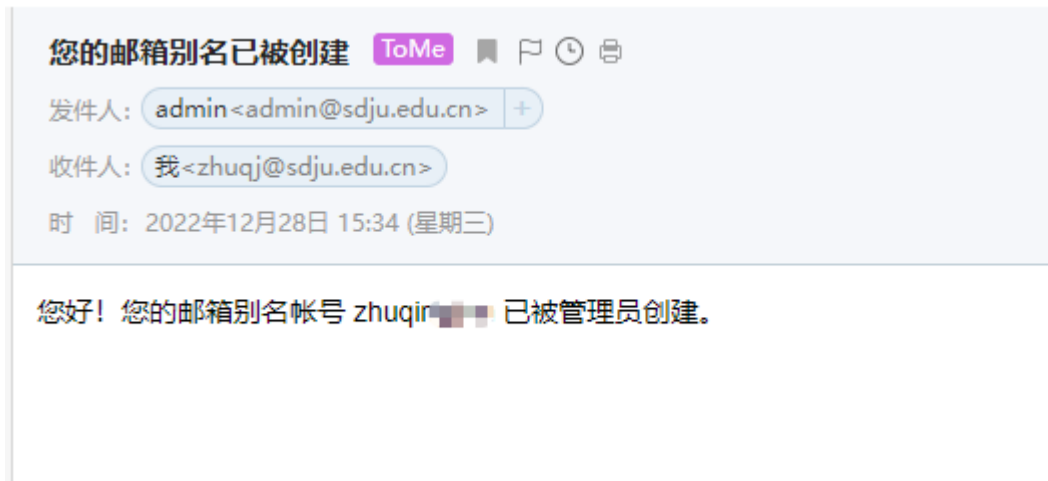 您的邮箱别名已被创建 ToMe
发件人: admin<admin@sdju.edu.cn> +
收件人: 我<zhuqj@sdju.edu.cn>
时 间: 2022年12月28日 15:34 (星期三)
您好！您的邮箱别名帐号 已被管理员创建。